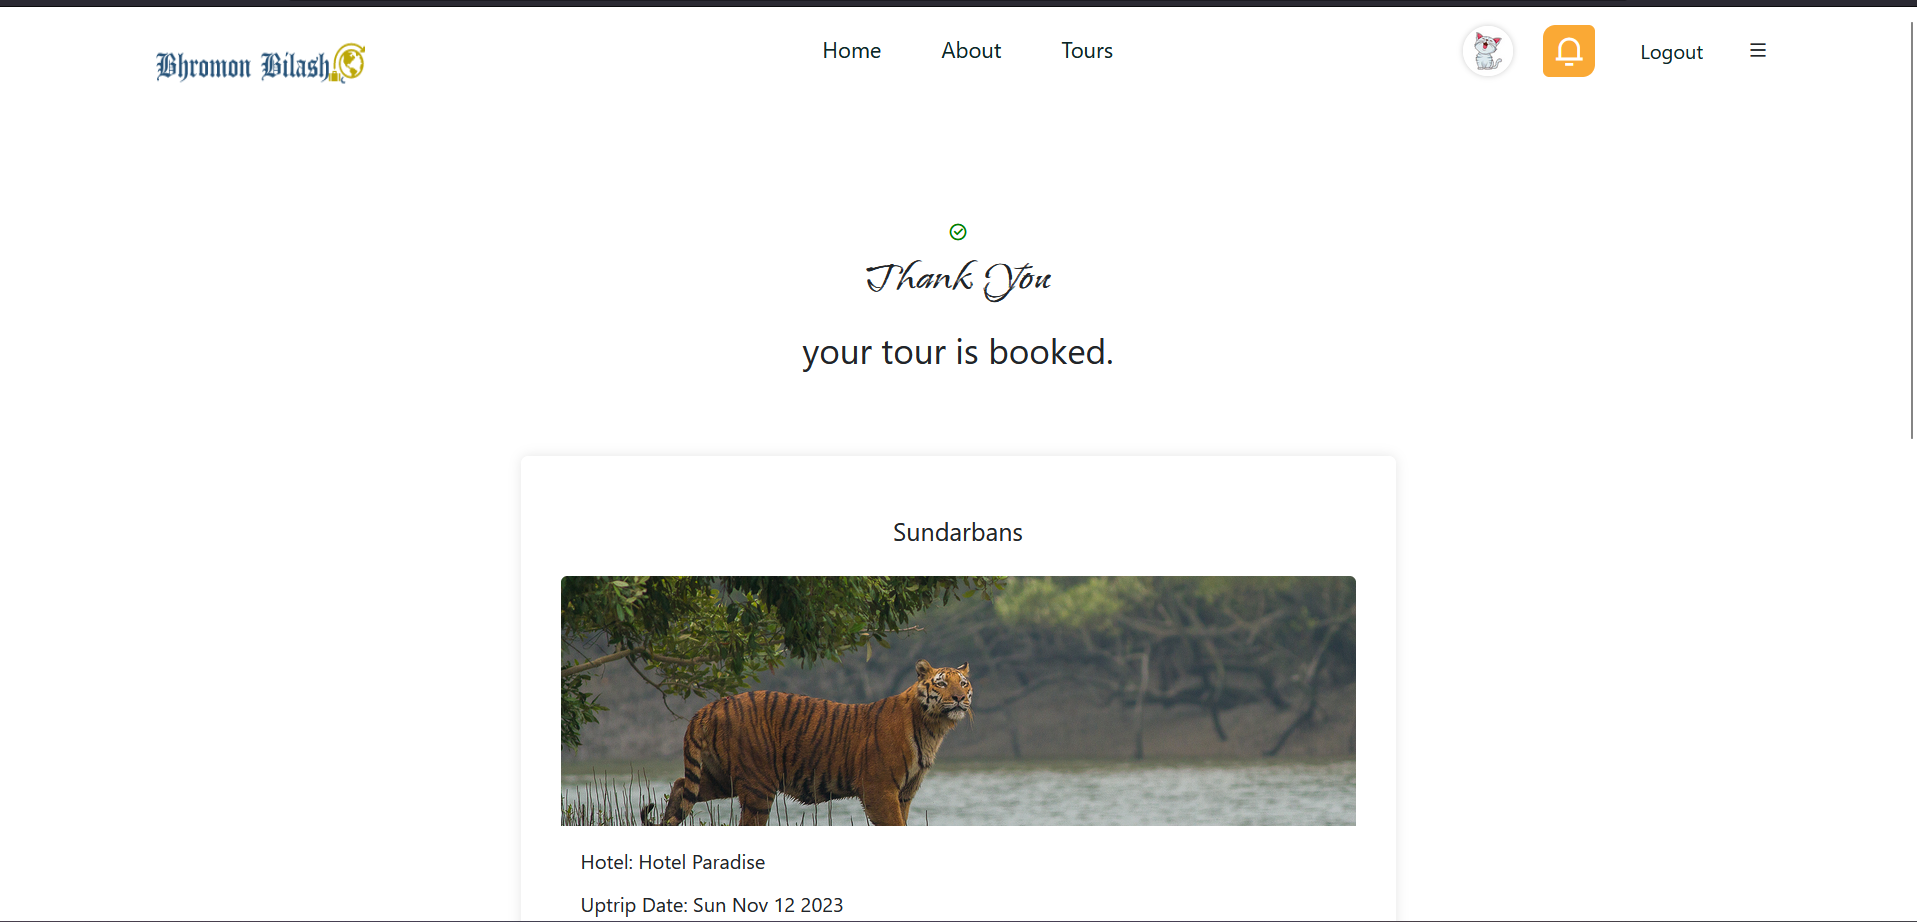 Bhromon Bilash
Home About Tours
Logout
Thank You
your tour is booked.
Sundarbans
Hotel: Hotel Paradise
Uptrip Date: Sun Nov 12 2023